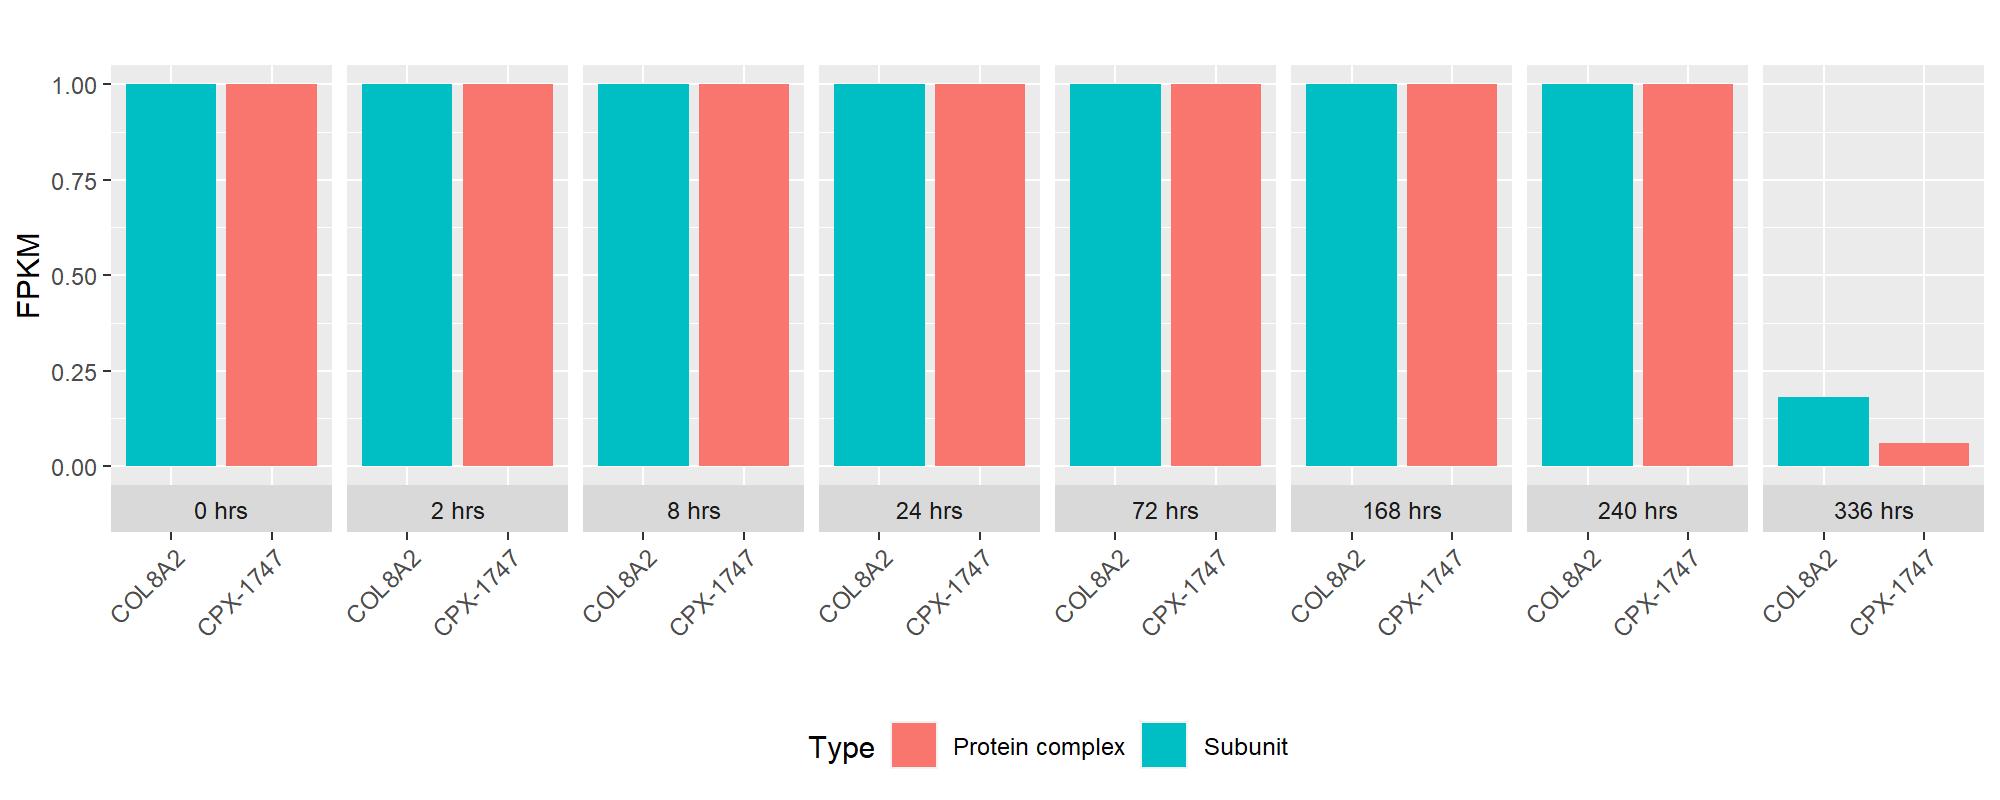 FPKM
1.00
0.75
0.50
0.25
0.00
0 hrs
2 hrs
8 hrs
24 hrs
72 hrs
168 hrs
240 hrs
336 hrs
COL8A2
CPX-1747
COL8A2
CPX-1747
COL8A2
CPX-1747
COL8A2
CPX-1747
COL8A2
CPX-1747
COL8A2
CPX-1747
COL8A2
CPX-1747
COL8A2
CPX-1747
Type Protein complex Subunit